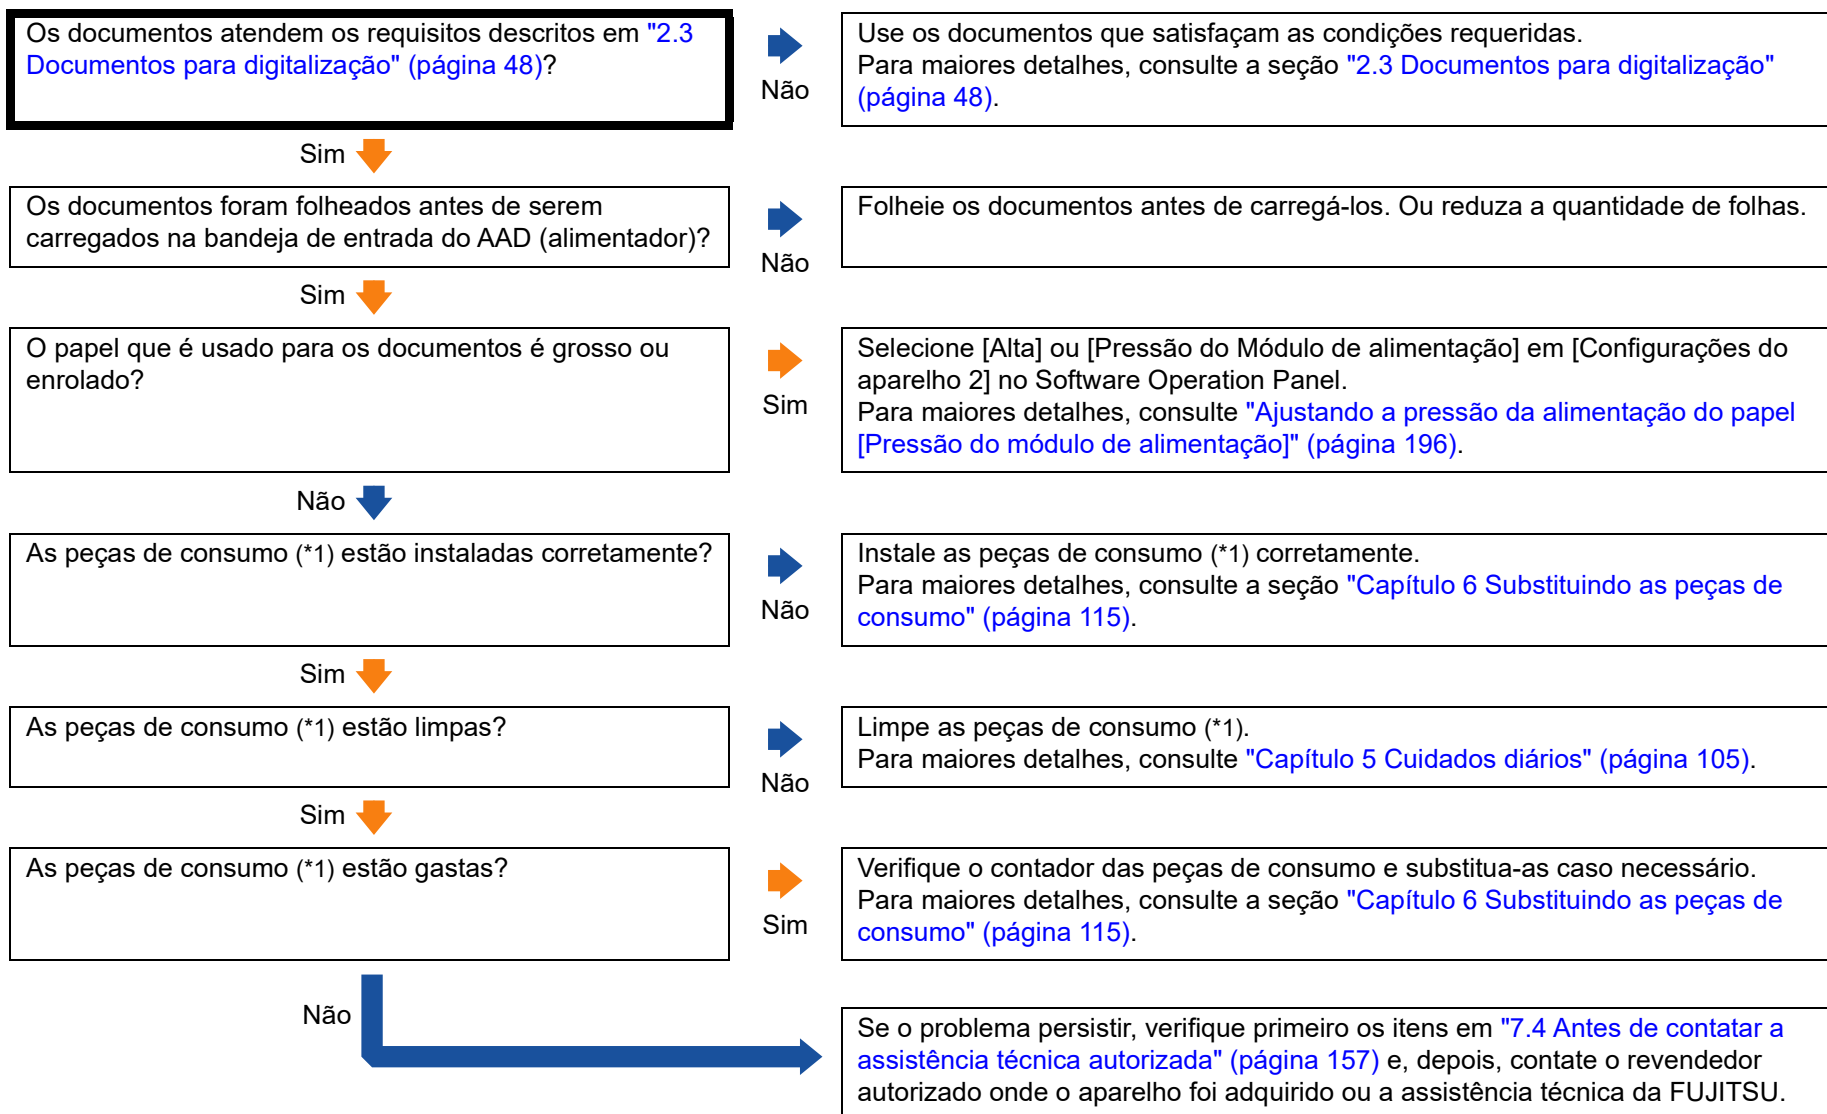 Os documentos atendem os requisitos descritos em "2.3
Documentos para digitalização" (página 48)?
Não
Use os documentos que satisfaçam as condições requeridas.
Para maiores detalhes, consulte a seção "2.3 Documentos para digitalização"
(página 48).
Sim
Os documentos foram folheados antes de serem
carregados na bandeja de entrada do AAD (alimentador)?
Não
Folheie os documentos antes de carregá-los. Ou reduza a quantidade de folhas.
Sim
O papel que é usado para os documentos é grosso ou
enrolado?
Sim
Selecione [Alta] ou [Pressão do Módulo de alimentação] em [Configurações do
aparelho 2] no Software Operation Panel.
Para maiores detalhes, consulte "Ajustando a pressão da alimentação do papel
[Pressão do módulo de alimentação]" (página 196).
Não
As peças de consumo (*1) estão instaladas corretamente?
Não
Instale as peças de consumo (*1) corretamente.
Para maiores detalhes, consulte a seção "Capítulo 6 Substituindo as peças de
consumo" (página 115).
Sim
As peças de consumo (*1) estão limpas?
Não
Limpe as peças de consumo (*1).
Para maiores detalhes, consulte "Capítulo 5 Cuidados diários" (página 105).
Sim
As peças de consumo (*1) estão gastas?
Sim
Verifique o contador das peças de consumo e substitua-as caso necessário.
Para maiores detalhes, consulte a seção "Capítulo 6 Substituindo as peças de
consumo" (página 115).
Não
Se o problema persistir, verifique primeiro os itens em "7.4 Antes de contatar a
assistência técnica autorizada" (página 157) e, depois, contate o revendedor
autorizado onde o aparelho foi adquirido ou a assistência técnica da FUJITSU.